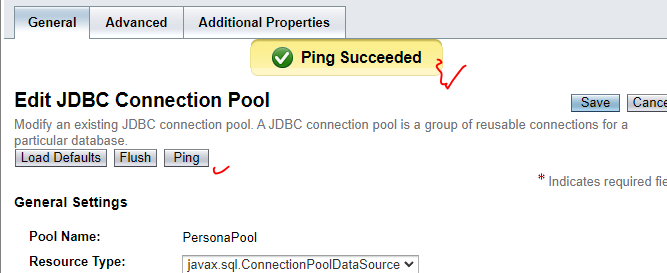 General Advanced Additional Properties
Ping Succeeded
Edit JDBC Connection Pool
Save Cance
Modify an existing JDBC connection pool. A JDBC connection pool is a group of reusable connections for a
particular database.
Load Defaults Flush Ping
* Indicates required fie
General Settings
Pool Name: PersonaPool
Resource Type: javax.sql.ConnectionPoolDataSource